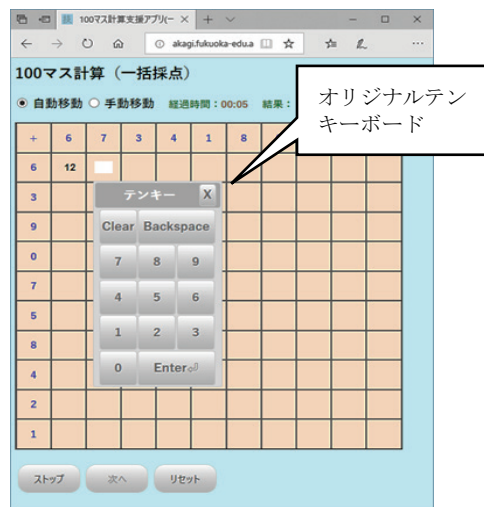 100マス計算支援アプリ(一
akagi.fukuoka-edu.a
100マス計算（一括採点）
自動移動 手動移動 経過時間：00:05 結果：
オリジナルテン
キーボード
+ 6 7 3 4 1 8
6 12
3
テンキー X
9
Clear Backspace
0
7 8 9
7
4 5 6
5
8
1 2 3
4
0 Enter⏎
2
1
ストップ 次へ リセット